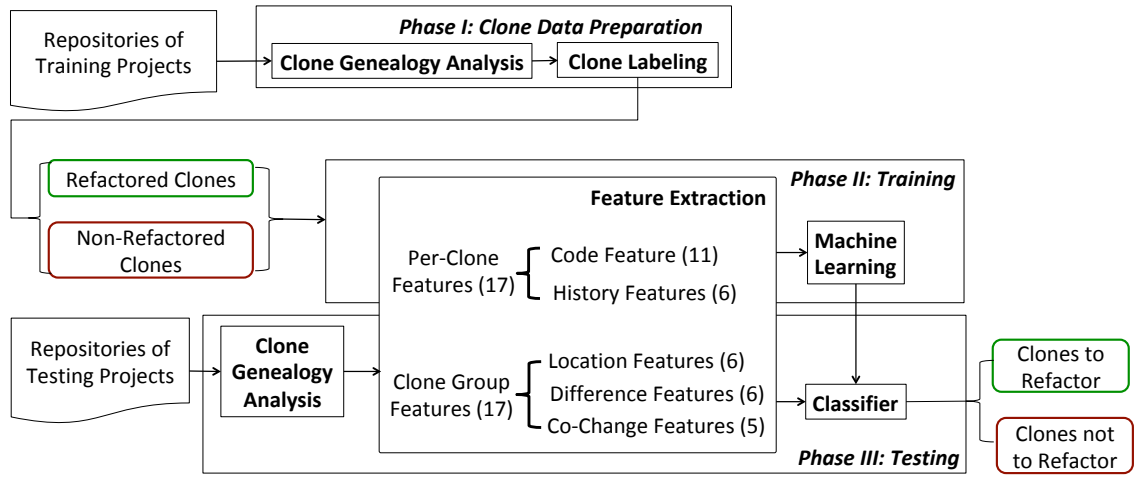 Repositories of
Training Projects
Phase I: Clone Data Preparation
Clone Genealogy Analysis
Clone Labeling
Refactored Clones
Non-Refactored
Clones
Phase II: Training
Feature Extraction
Per-Clone
Features (17)
Code Feature (11)
History Features (6)
Machine
Learning
Repositories of
Testing Projects
Clone
Genealogy
Analysis
Clone Group
Features (17)
Location Features (6)
Difference Features (6)
Co-Change Features (5)
Classifier
Phase III: Testing
Clones to
Refactor
Clones not
to Refactor